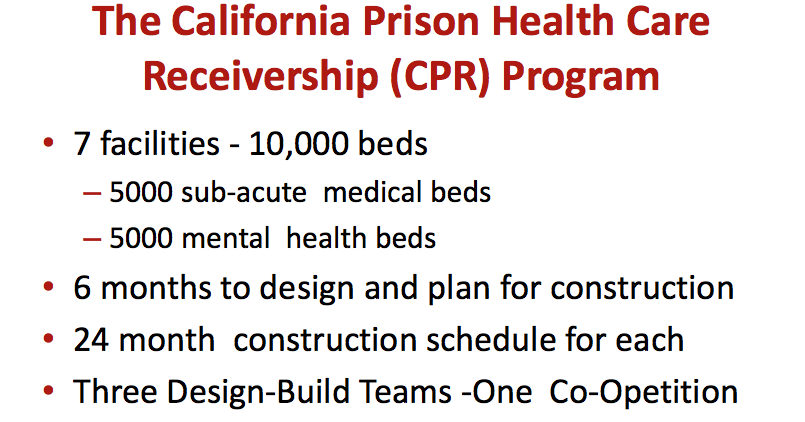 The California Prison Health Care
Receivership (CPR) Program
• 7 facilities - 10,000 beds
– 5000 sub-acute  medical beds
– 5000 mental  health beds
• 6 months to design and plan for construction
• 24 month  construction schedule for each
• Three Design-Build Teams -One  Co-Opetition